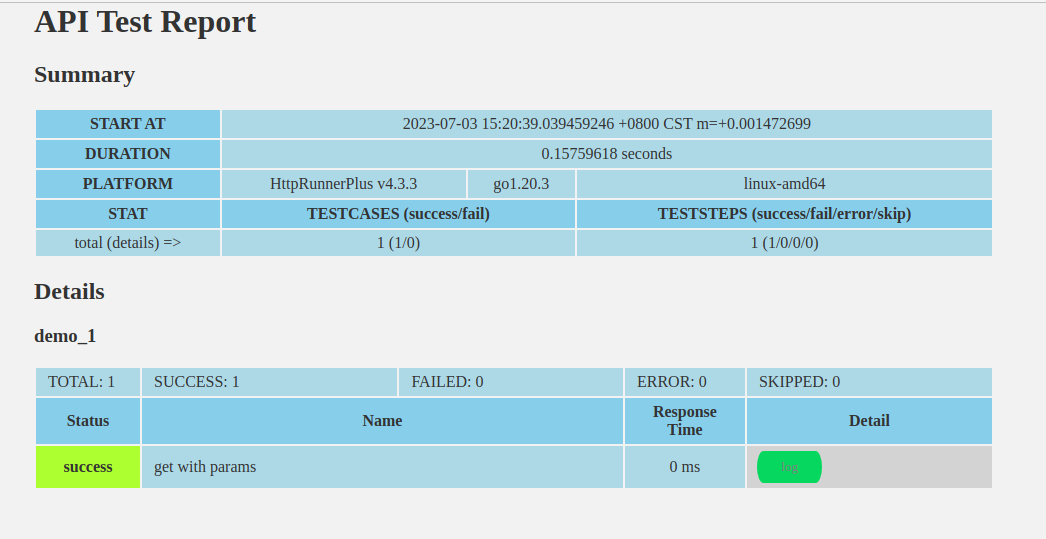 API Test Report
Summary
START AT 2023-07-03 15:20:39.039459246 +0800 CST m=+0.001472699
DURATION 0.15759618 seconds
PLATFORM HttpRunnerPlus v4.3.3 go1.20.3 linux-amd64
STAT TESTCASES (success/fail) TESTSTEPS (success/fail/error/skip)
total (details) => 1 (1/0) 1 (1/0/0/0)
Details
demo_1
TOTAL: 1 SUCCESS: 1 FAILED: 0 ERROR: 0 SKIPPED: 0
Status Name Response Time Detail
success get with params 0 ms log